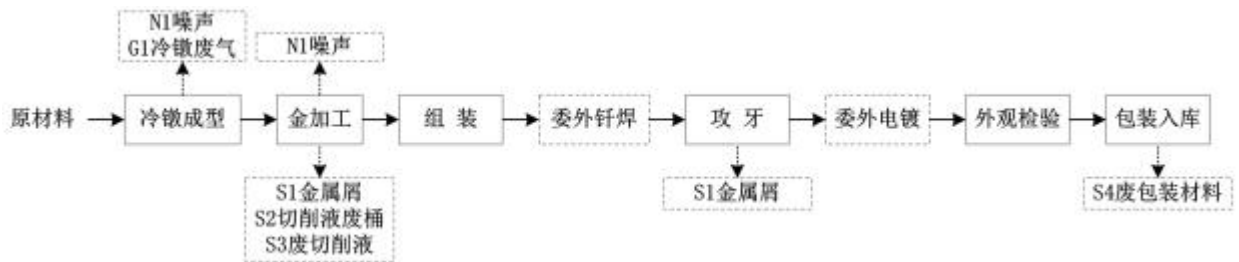 N1噪声
G1冷镦废气
N1噪声
原材料
冷镦成型
金加工
组 装
委外钎焊
攻 牙
委外电镀
外观检验
包装入库
S1金属屑
S2切削液废桶
S3废切削液
S1金属屑
S4废包装材料